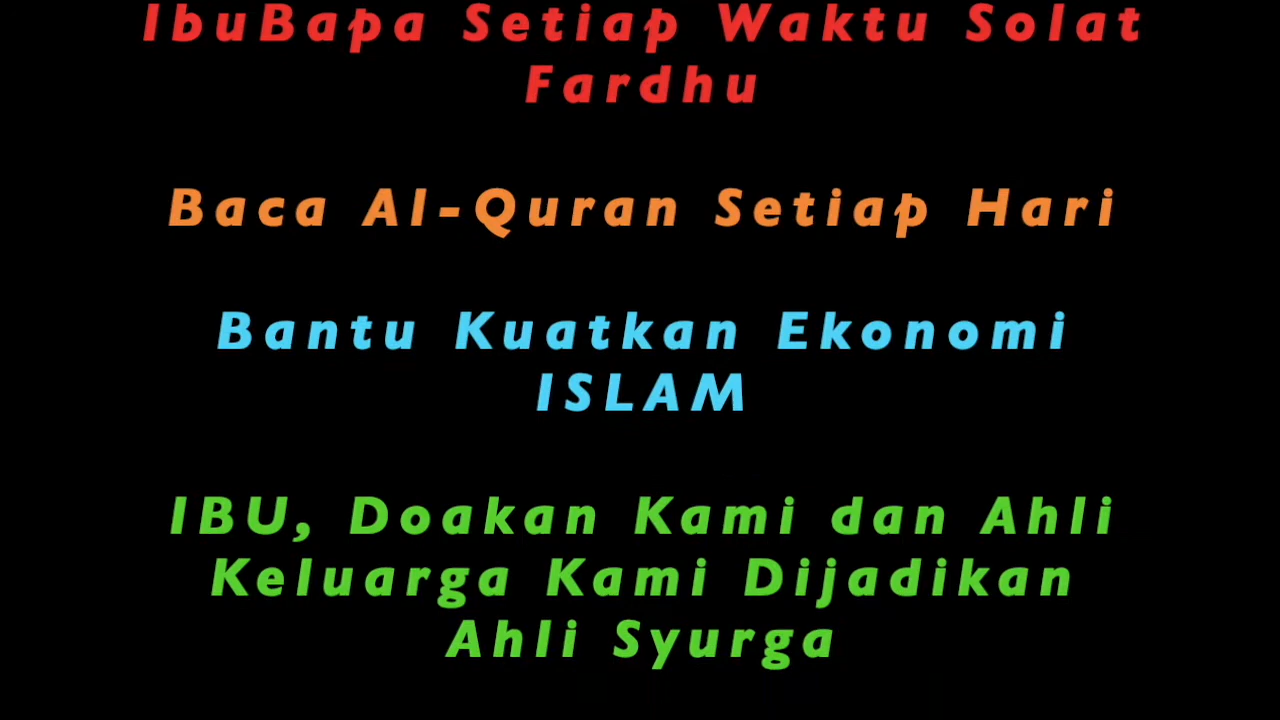 IbuBapa Setiap Waktu Solat
Fardhu
Baca Al-Quran Setiap Hari
Bantu Kuatkan Ekonomi
ISLAM
IBU, Doakan Kami dan Ahli
Keluarga Kami Dijadikan
Ahli Syurga